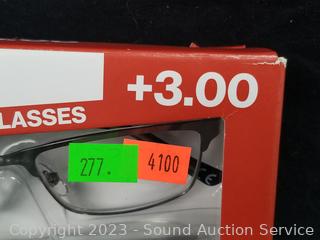 +3.00
LASSES
277.
4100
Copyright 2023 - Sound Auction Service